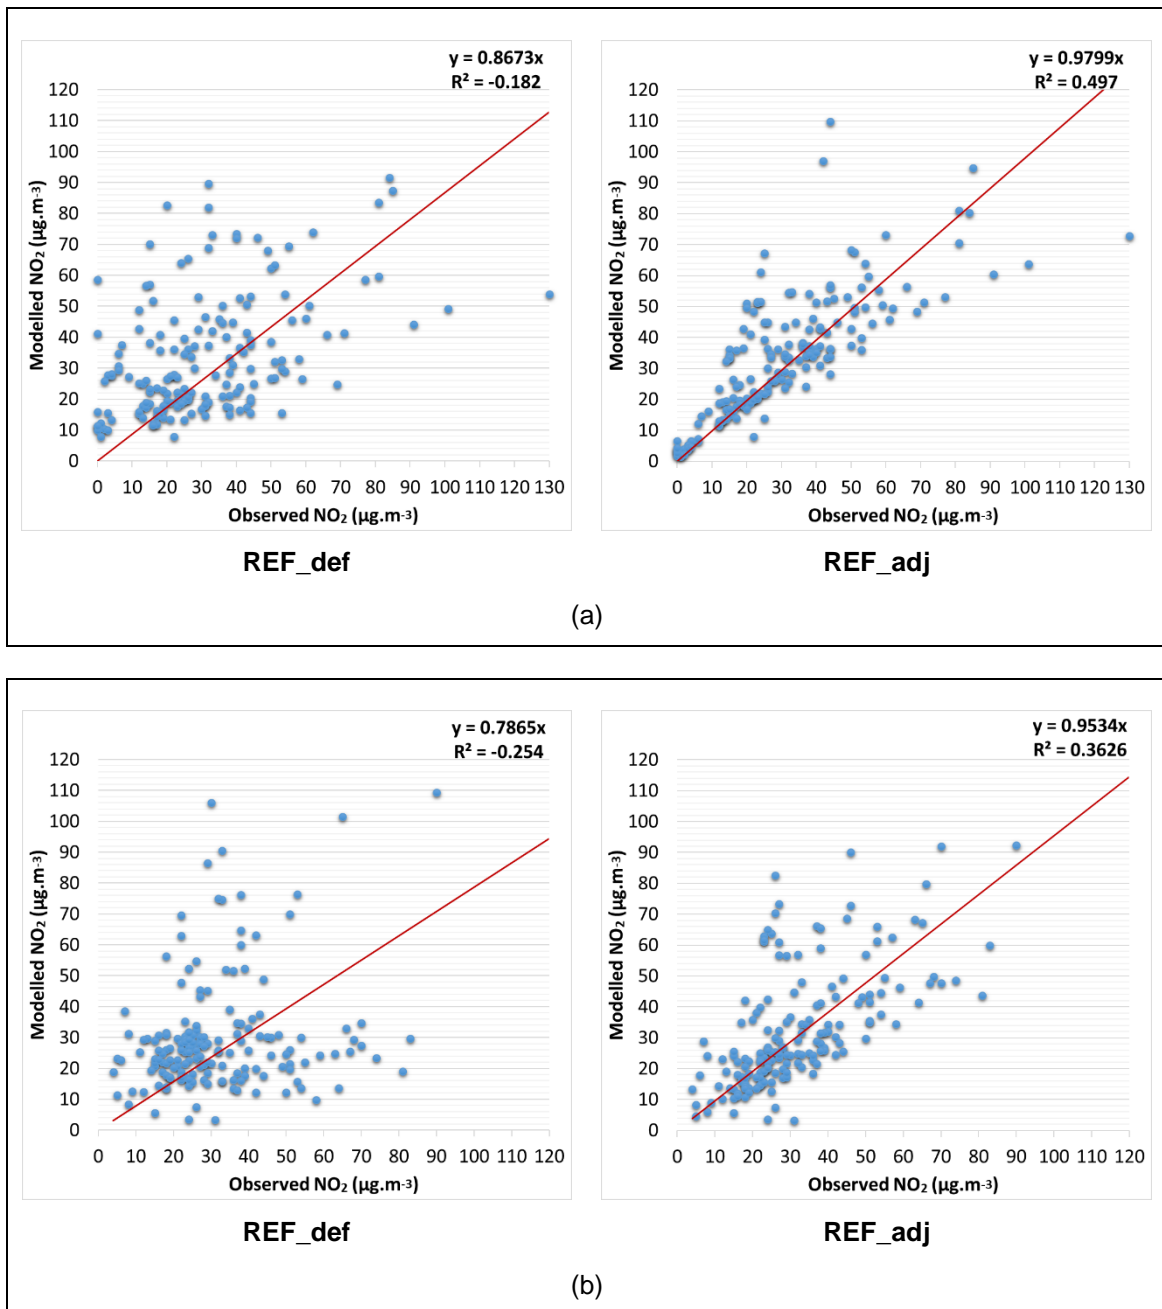 y = 0.8673x
R² = -0.182
Modelled NO₂ (µg.m⁻³)
120
110
100
90
80
70
60
50
40
30
20
10
0
0 10 20 30 40 50 60 70 80 90 100 110 120 130
Observed NO₂ (µg.m⁻³)
REF_def
y = 0.9799x
R² = 0.497
Modelled NO₂ (µg.m⁻³)
120
110
100
90
80
70
60
50
40
30
20
10
0
0 10 20 30 40 50 60 70 80 90 100 110 120 130
Observed NO₂ (µg.m⁻³)
REF_adj
(a)
y = 0.7865x
R² = -0.254
Modelled NO₂ (µg.m⁻³)
120
110
100
90
80
70
60
50
40
30
20
10
0
0 10 20 30 40 50 60 70 80 90 100 110 120
Observed NO₂ (µg.m⁻³)
REF_def
y = 0.9534x
R² = 0.3626
Modelled NO₂ (µg.m⁻³)
120
110
100
90
80
70
60
50
40
30
20
10
0
0 10 20 30 40 50 60 70 80 90 100 110 120
Observed NO₂ (µg.m⁻³)
REF_adj
(b)